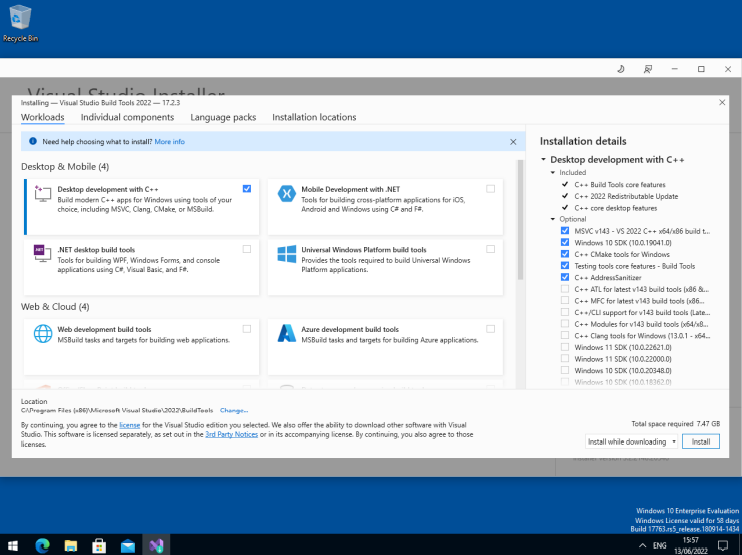 Recycle Bin
Visual Studio Installer
Installing — Visual Studio Build Tools 2022 — 17.2.3
Workloads
Individual components
Language packs
Installation locations
Need help choosing what to install? More info
Desktop & Mobile (4)
Desktop development with C++
Build modern C++ apps for Windows using tools of your
choice, including MSVC, Clang, CMake, or MSBuild.
Mobile Development with .NET
Tools for building cross-platform applications for iOS,
Android and Windows using C# and F#.
.NET desktop build tools
Tools for building WPF, Windows Forms, and console
applications using C#, Visual Basic, and F#.
Universal Windows Platform build tools
Provides the tools required to build Universal Windows
Platform applications.
Web & Cloud (4)
Web development build tools
MSBuild tasks and targets for building web applications.
Azure development build tools
MSBuild tasks and targets for building Azure applications.
Installation details
Desktop development with C++
Included
C++ Build Tools core features
C++ 2022 Redistributable Update
C++ core desktop features
Optional
MSVC v143 - VS 2022 C++ x64/x86 build t...
Windows 10 SDK (10.0.19041.0)
C++ CMake tools for Windows
Testing tools core features - Build Tools
C++ AddressSanitizer
C++ ATL for latest v143 build tools (x86 &...
C++ MFC for latest v143 build tools (x86...
C++/CLI support for v143 build tools (Late...
C++ Modules for v143 build tools (x64/x8...
C++ Clang tools for Windows (13.0.1 - x64...
Windows 11 SDK (10.0.22621.0)
Windows 11 SDK (10.0.22000.0)
Windows 10 SDK (10.0.20348.0)
Windows 10 SDK (10.0.18362.0)
Location
C:\Program Files (x86)\Microsoft Visual Studio\2022\BuildTools Change...
By continuing, you agree to the license for the Visual Studio edition you selected. We also offer the ability to download other software with Visual
Studio. This software is licensed separately, as set out in the 3rd Party Notices or in its accompanying license. By continuing, you also agree to those
licenses.
Total space required 7.47 GB
Install while downloading
Install
Windows 10 Enterprise Evaluation
Windows License valid for 58 days
Build 17763.rs5_release.180914-1434
ENG
15:57
13/06/2022